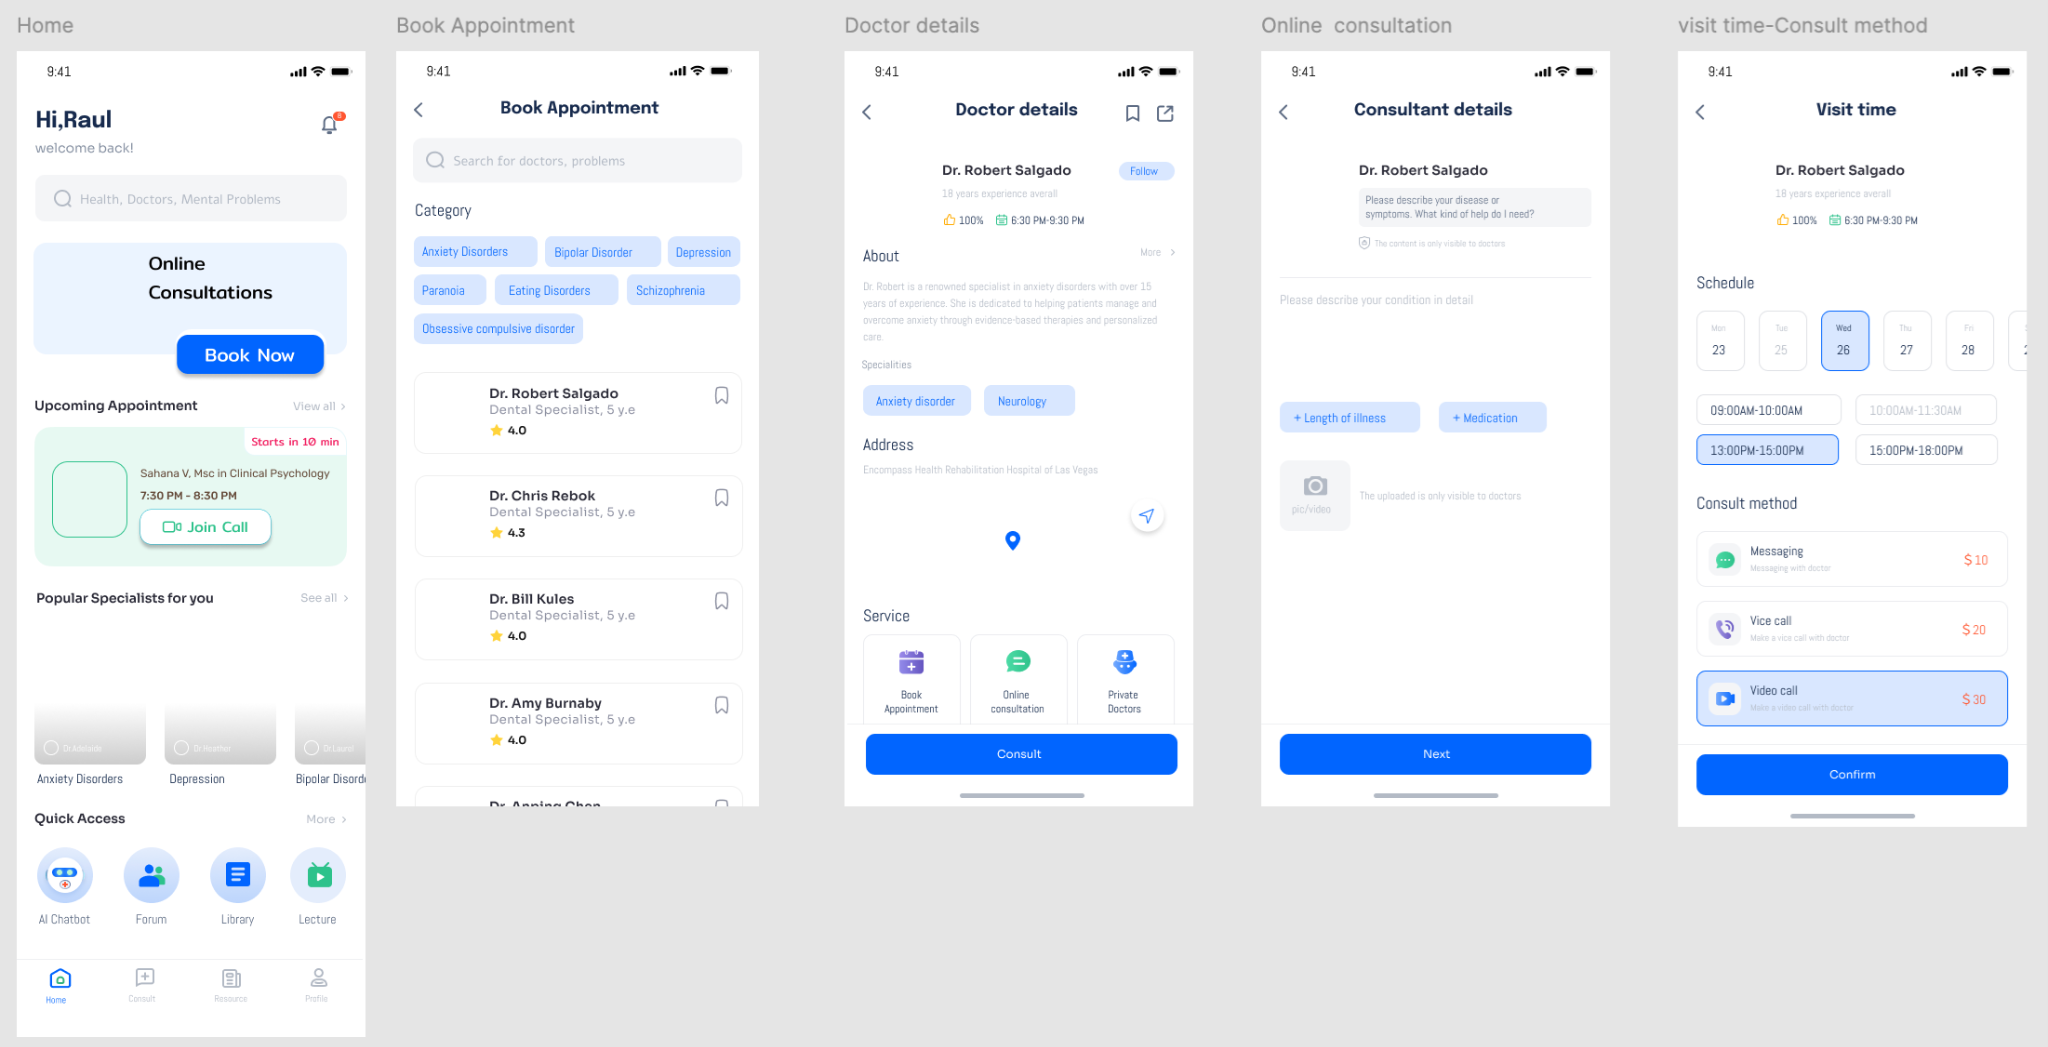 Home
9:41
Hi,Raul
6
welcome back!
Health, Doctors, Mental Problems
Online
Consultations
Book Now
Upcoming Appointment
View all
Starts in 10 min
Sahana V, Msc in Clinical Psychology
7:30 PM - 8:30 PM
Join Call
Popular Specialists for you
See all
Dr.Adelaide
Dr.Heather
Dr.Laurel
Anxiety Disorders
Depression
Bipolar Disorde
Quick Access
More
AI Chatbot
Forum
Library
Lecture
Home
Consult
Resource
Profile
Book Appointment
9:41
Book Appointment
Search for doctors, problems
Category
Anxiety Disorders
Bipolar Disorder
Depression
Paranoia
Eating Disorders
Schizophrenia
Obsessive compulsive disorder
Dr. Robert Salgado
Dental Specialist, 5 y.e
4.0
Dr. Chris Rebok
Dental Specialist, 5 y.e
4.3
Dr. Bill Kules
Dental Specialist, 5 y.e
4.0
Dr. Amy Burnaby
Dental Specialist, 5 y.e
4.0
Dr. Anping Chen
Doctor details
9:41
Doctor details
Dr. Robert Salgado
Follow
18 years experience averall
100%
6:30 PM-9:30 PM
About
More
Dr. Robert is a renowned specialist in anxiety disorders with over 15
years of experience. She is dedicated to helping patients manage and
overcome anxiety through evidence-based therapies and personalized
care.
Specialities
Anxiety disorder
Neurology
Address
Encompass Health Rehabilitation Hospital of Las Vegas
Service
Book
Appointment
Online
consultation
Private
Doctors
Consult
Online consultation
9:41
Consultant details
Dr. Robert Salgado
Please describe your disease or
symptoms. What kind of help do I need?
The content is only visible to doctors
Please describe your condition in detail
+ Length of illness
+ Medication
pic/video
The uploaded is only visible to doctors
Next
visit time-Consult method
9:41
Visit time
Dr. Robert Salgado
18 years experience averall
100%
6:30 PM-9:30 PM
Schedule
Mon
23
Tue
25
Wed
26
Thu
27
Fri
28
09:00AM-10:00AM
10:00AM-11:30AM
13:00PM-15:00PM
15:00PM-18:00PM
Consult method
Messaging
Messaging with doctor
$ 10
Vice call
Make a vice call with doctor
$ 20
Video call
Make a video call with doctor
$ 30
Confirm